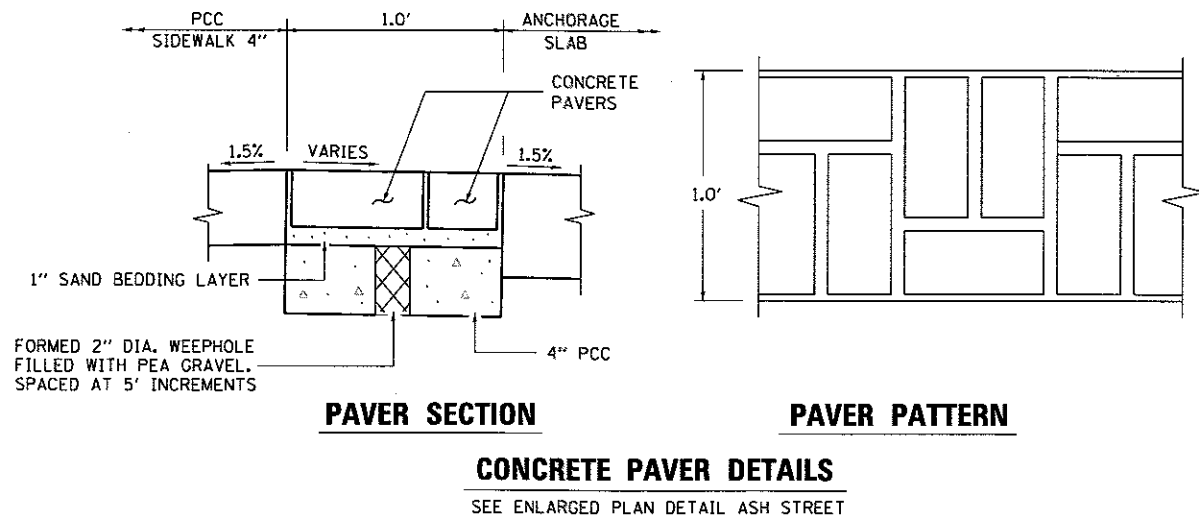 PCC
SIDEWALK 4"
1.0'
ANCHORAGE
SLAB
CONCRETE
PAVERS
1.5%
VARIES
1.5%
1" SAND BEDDING LAYER
FORMED 2" DIA. WEEPHOLE
FILLED WITH PEA GRAVEL.
SPACED AT 5' INCREMENTS
4" PCC
1.0'
PAVER SECTION
PAVER PATTERN
CONCRETE PAVER DETAILS
SEE ENLARGED PLAN DETAIL ASH STREET